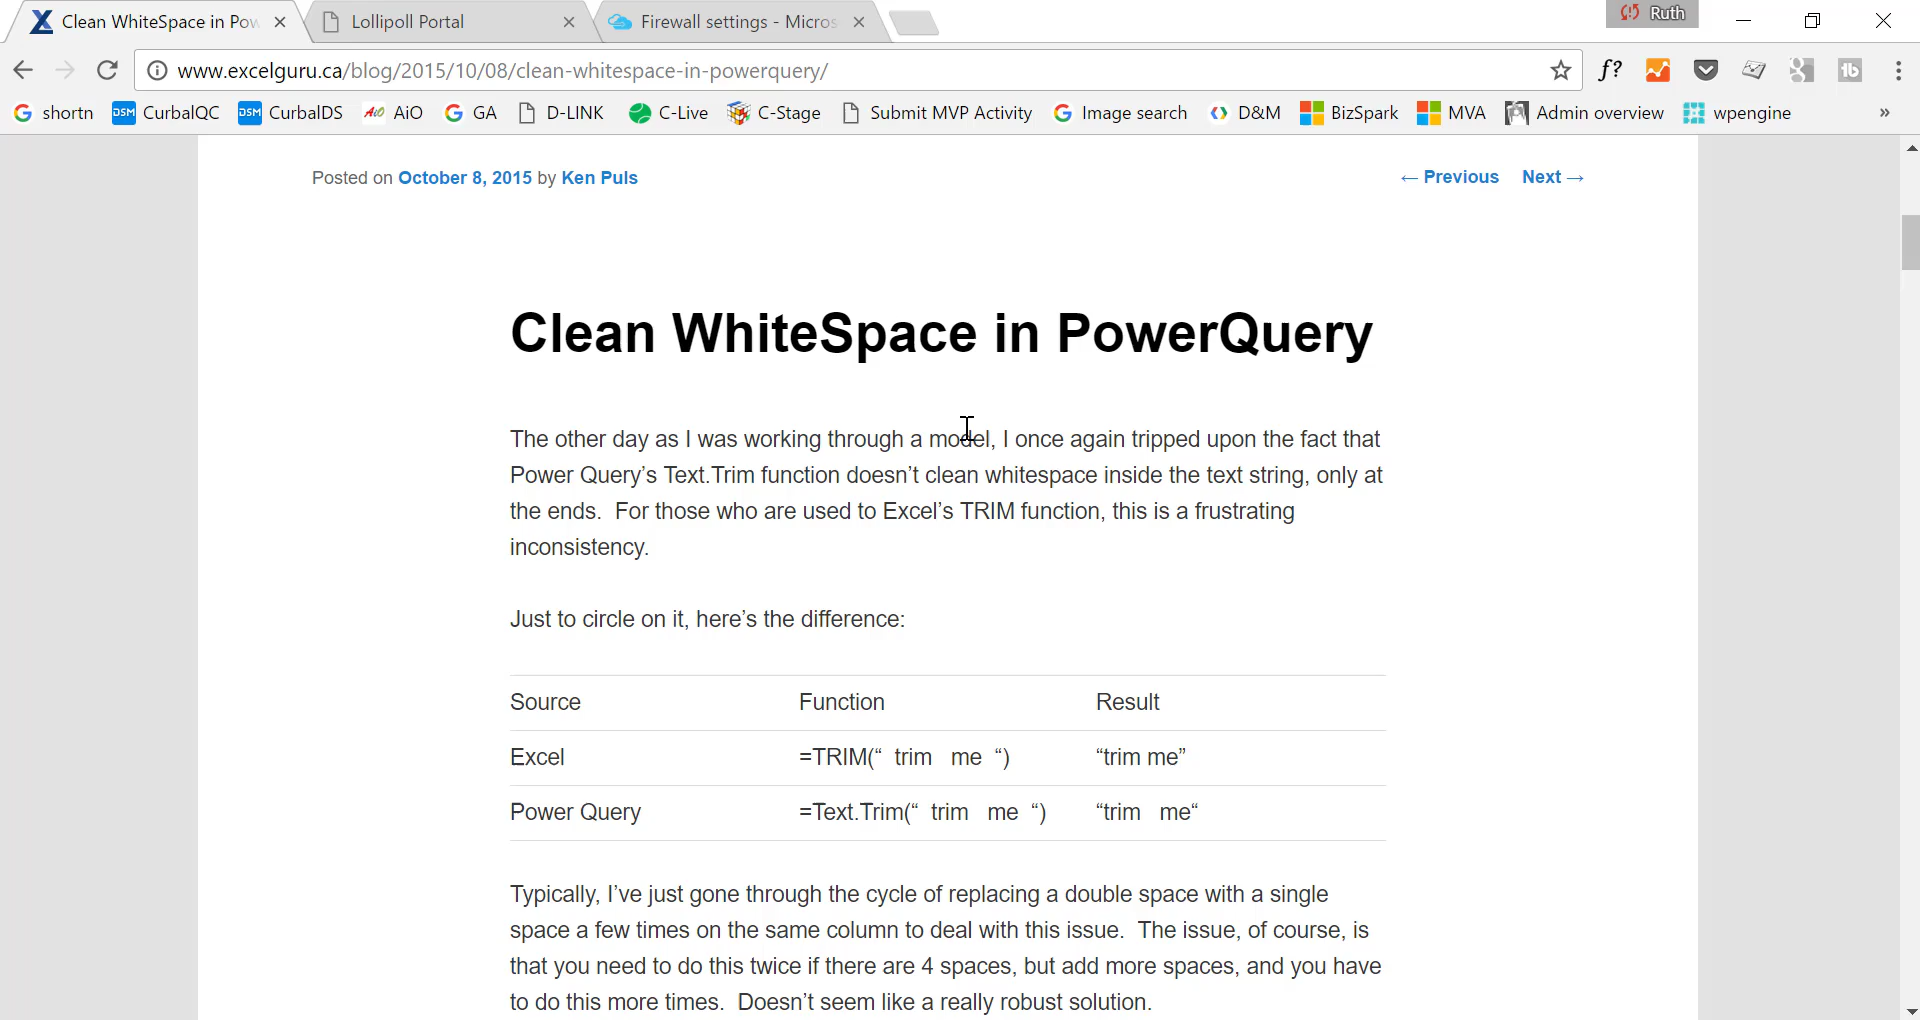 Clean WhiteSpace in Pow
Lollipoll Portal
Firewall settings - Micros
Ruth
www.excelguru.ca/blog/2015/10/08/clean-whitespace-in-powerquery/
f?
shortn
DSM CurbalQC
DSM CurbalDS
AiO AiO
GA
D-LINK
C-Live
C-Stage
Submit MVP Activity
Image search
D&M
BizSpark
MVA
Admin overview
wpengine
»
Posted on October 8, 2015 by Ken Puls
← Previous Next →
Clean WhiteSpace in PowerQuery
The other day as I was working through a model, I once again tripped upon the fact that
Power Query’s Text.Trim function doesn’t clean whitespace inside the text string, only at
the ends.  For those who are used to Excel’s TRIM function, this is a frustrating
inconsistency.
Just to circle on it, here’s the difference:
Source Function Result
Excel =TRIM(“  trim   me  “) “trim me”
Power Query =Text.Trim(“  trim   me  “) “trim   me“
Typically, I’ve just gone through the cycle of replacing a double space with a single
space a few times on the same column to deal with this issue.  The issue, of course, is
that you need to do this twice if there are 4 spaces, but add more spaces, and you have
to do this more times.  Doesn’t seem like a really robust solution.